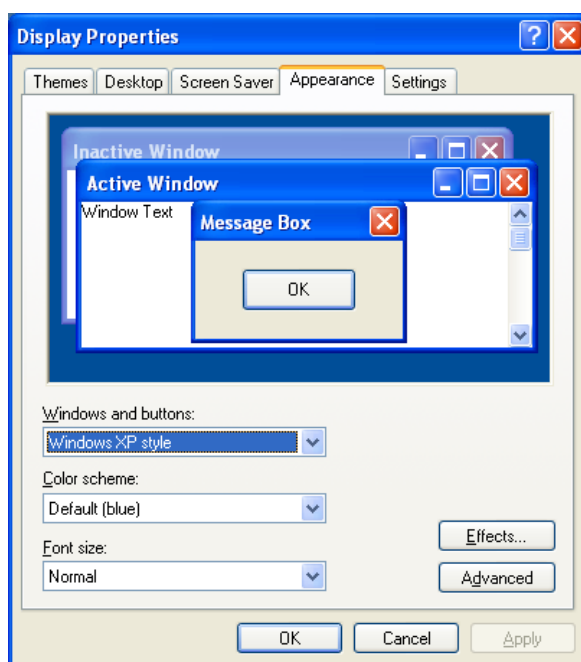 Display Properties
Themes Desktop Screen Saver Appearance Settings
Inactive Window
Active Window
Window Text
Message Box
OK
Windows and buttons:
Windows XP style
Color scheme:
Default (blue)
Effects...
Font size:
Normal
Advanced
OK Cancel Apply